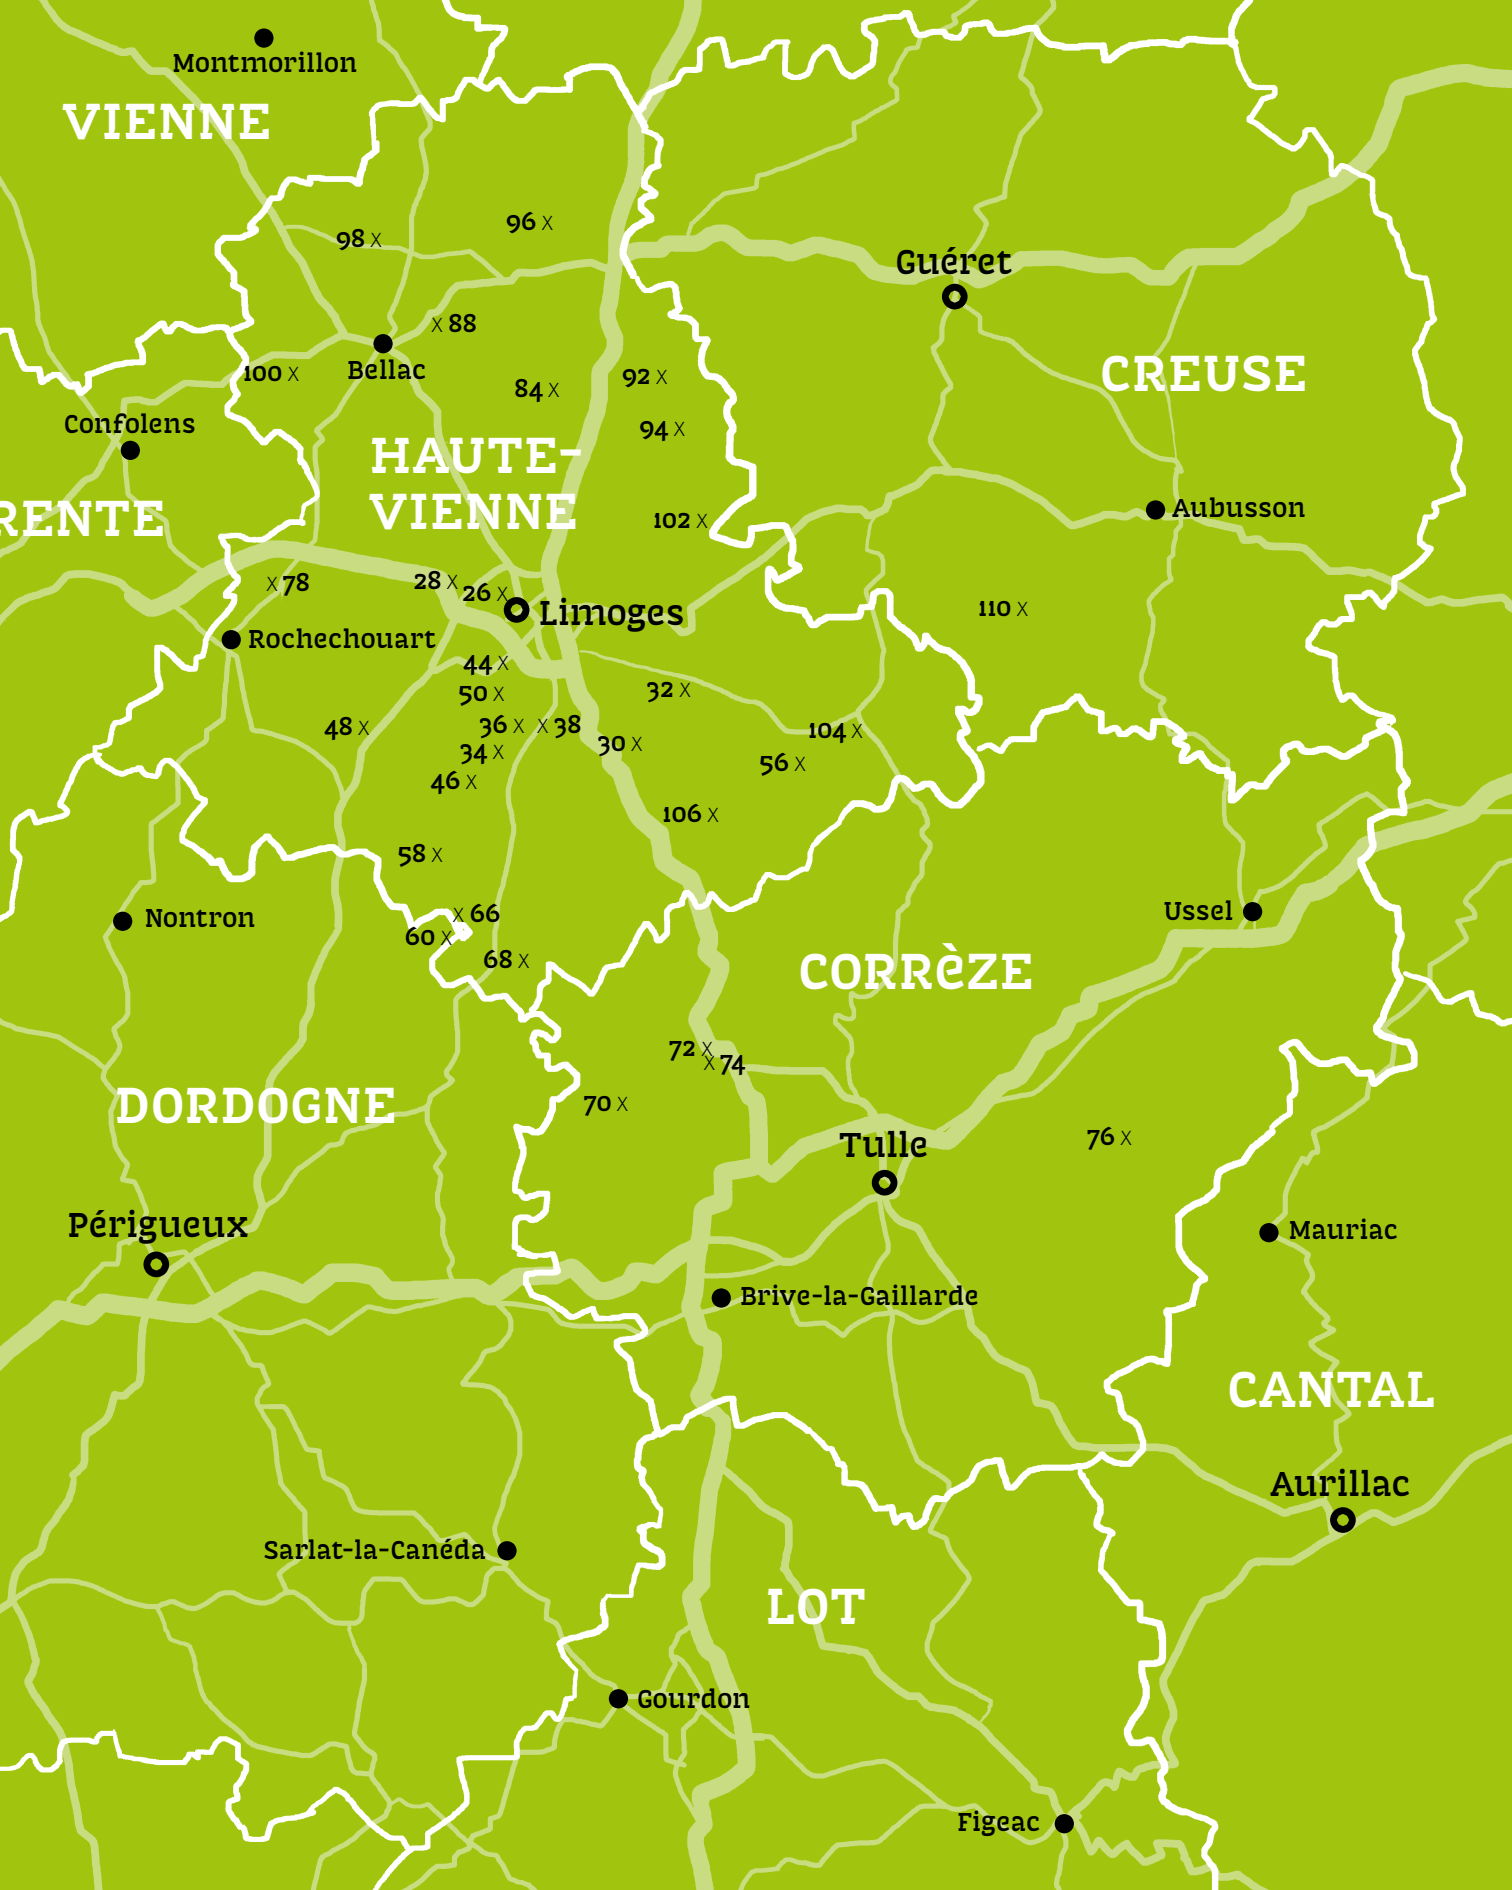 Montmorillon
VIENNE
96 X
98 X
Guéret
X 88
CREUSE
Bellac
100 X
92 X
84 X
Confolens
94 X
HAUTE-
VIENNE
Aubusson
RENTE
102 X
28 X
X 78
26 X
110 X
Limoges
Rochechouart
44 X
32 X
50 X
36 X
X 38
48 X
104 X
30 X
34 X
56 X
46 X
106 X
58 X
Ussel
X 66
Nontron
60 X
68 X
CORRèZE
72 X
X 74
70 X
DORDOGNE
76 X
Tulle
Périgueux
Mauriac
Brive-la-Gaillarde
CANTAL
Aurillac
Sarlat-la-Canéda
LOT
Gourdon
Figeac